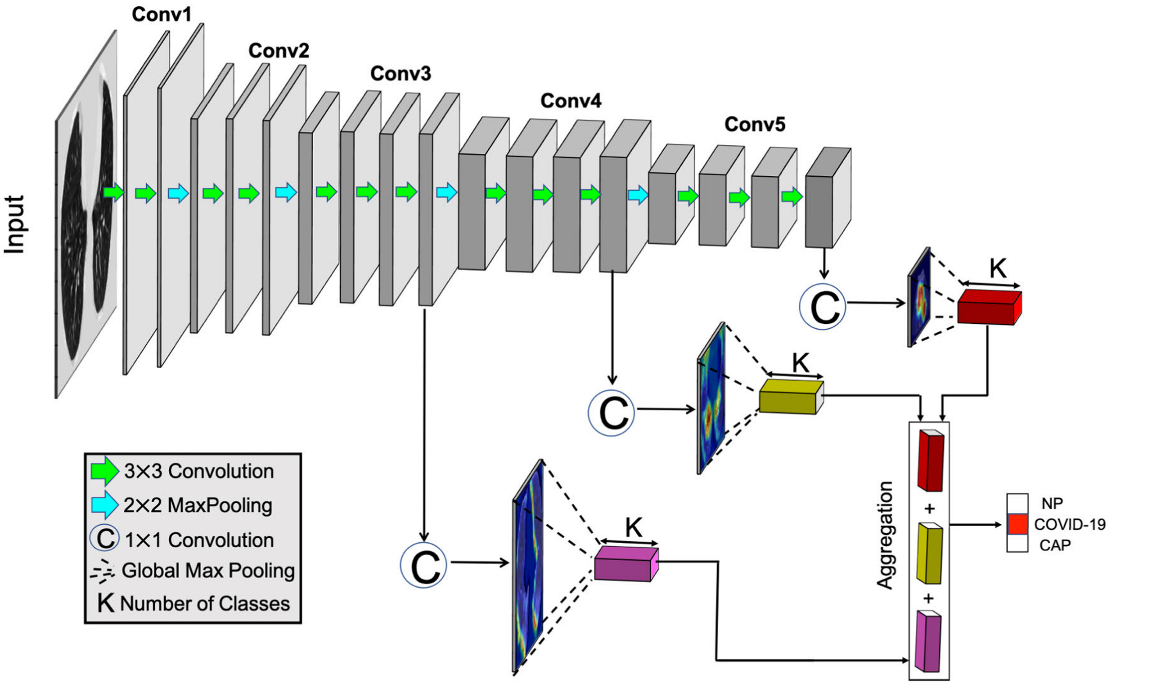 Conv1
Conv2
Conv3
Conv4
Conv5
Input
C
K
C
K
C
K
Aggregation
+
+
NP
COVID-19
CAP
3×3 Convolution
2×2 MaxPooling
C 1×1 Convolution
Global Max Pooling
K Number of Classes